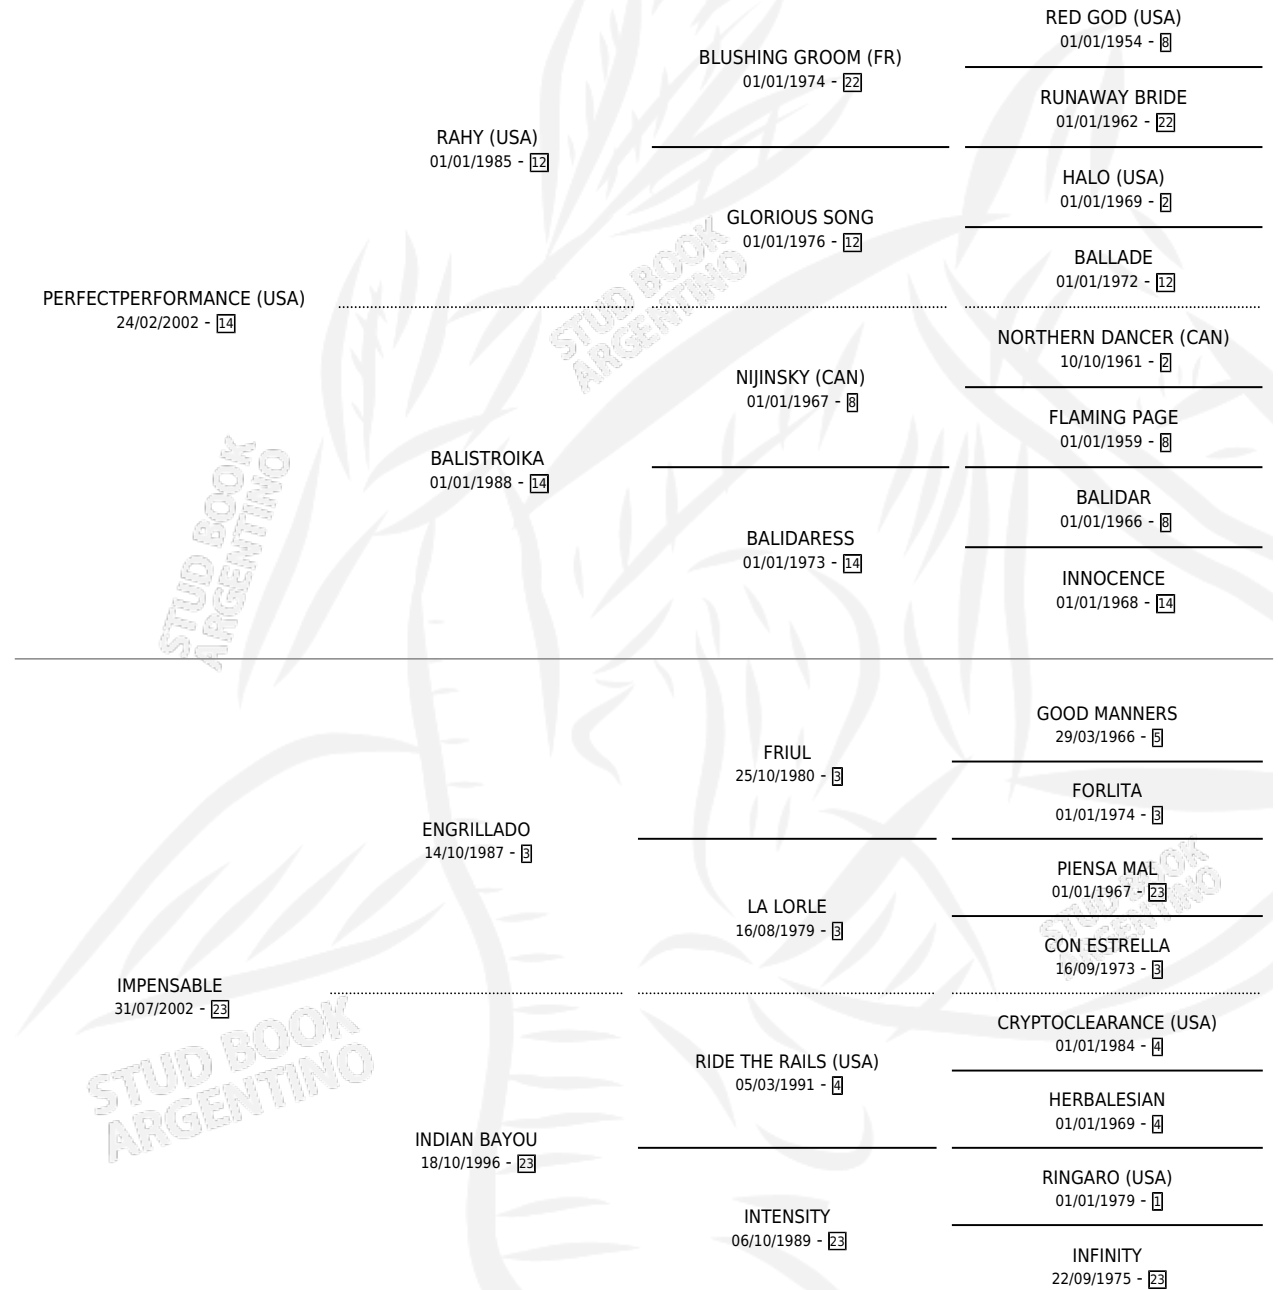 RED GOD (USA)
01/01/1954 - 8
BLUSHING GROOM (FR)
01/01/1974 - 22
RUNAWAY BRIDE
01/01/1962 - 22
RAHY (USA)
01/01/1985 - 12
HALO (USA)
01/01/1969 - 2
GLORIOUS SONG
01/01/1976 - 12
BALLADE
01/01/1972 - 12
PERFECTPERFORMANCE (USA)
24/02/2002 - 14
NORTHERN DANCER (CAN)
10/10/1961 - 2
NIJINSKY (CAN)
01/01/1967 - 8
FLAMING PAGE
01/01/1959 - 8
BALISTROIKA
01/01/1988 - 14
BALIDAR
01/01/1966 - 8
BALIDARESS
01/01/1973 - 14
INNOCENCE
01/01/1968 - 14
GOOD MANNERS
29/03/1966 - 5
FRIUL
25/10/1980 - 3
FORLITA
01/01/1974 - 3
ENGRILLADO
14/10/1987 - 3
PIENSA MAL
01/01/1967 - 23
LA LORLE
16/08/1979 - 3
CON ESTRELLA
16/09/1973 - 3
IMPENSABLE
31/07/2002 - 23
CRYPTOCLEARANCE (USA)
01/01/1984 - 4
RIDE THE RAILS (USA)
05/03/1991 - 4
HERBALESIAN
01/01/1969 - 4
INDIAN BAYOU
18/10/1996 - 23
RINGARO (USA)
01/01/1979 - 1
INTENSITY
06/10/1989 - 23
INFINITY
22/09/1975 - 23
STUD BOOK
ARGENTINO
STUD BOOK
ARGENTINO
STUD BOOK
ARGENTINO
STUD BOOK
ARGENTINO